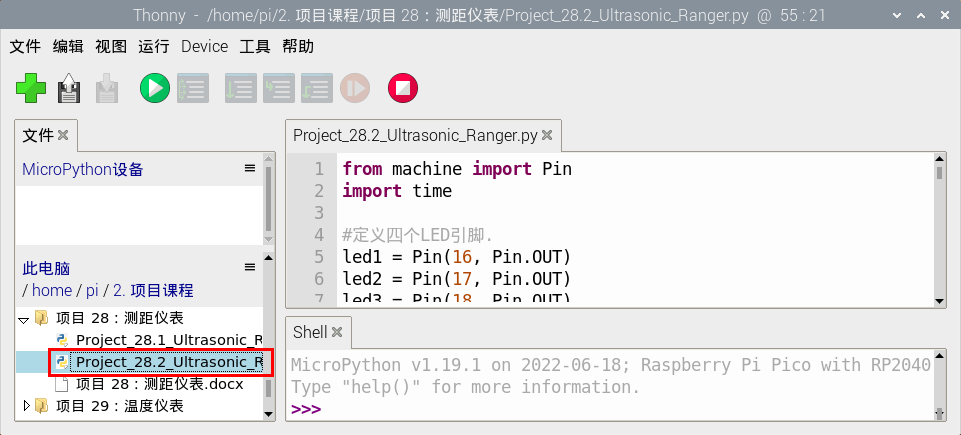 Thonny - /home/pi/2. 项目课程/项目 28：测距仪表/Project_28.2_Ultrasonic_Ranger.py @ 55 : 21
文件 编辑 视图 运行 Device 工具 帮助
文件
MicroPython设备
此电脑
/ home / pi / 2. 项目课程
项目 28：测距仪表
Project_28.1_Ultrasonic_R
Project_28.2_Ultrasonic_R
项目 28：测距仪表.docx
项目 29：温度仪表
Project_28.2_Ultrasonic_Ranger.py
1 from machine import Pin
2 import time
3
4 #定义四个LED引脚.
5 led1 = Pin(16, Pin.OUT)
6 led2 = Pin(17, Pin.OUT)
7 led3 = Pin(18, Pin.OUT)
Shell
MicroPython v1.19.1 on 2022-06-18; Raspberry Pi Pico with RP2040
Type "help()" for more information.
>>>